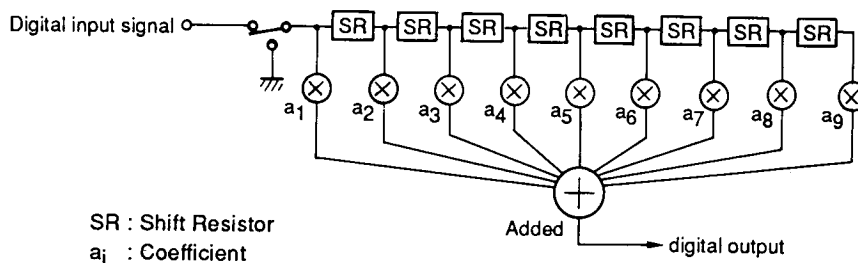 Digital input signal
SR SR SR SR SR SR SR SR
a1 a2 a3 a4 a5 a6 a7 a8 a9
Added
digital output
SR : Shift Resistor
ai : Coefficient